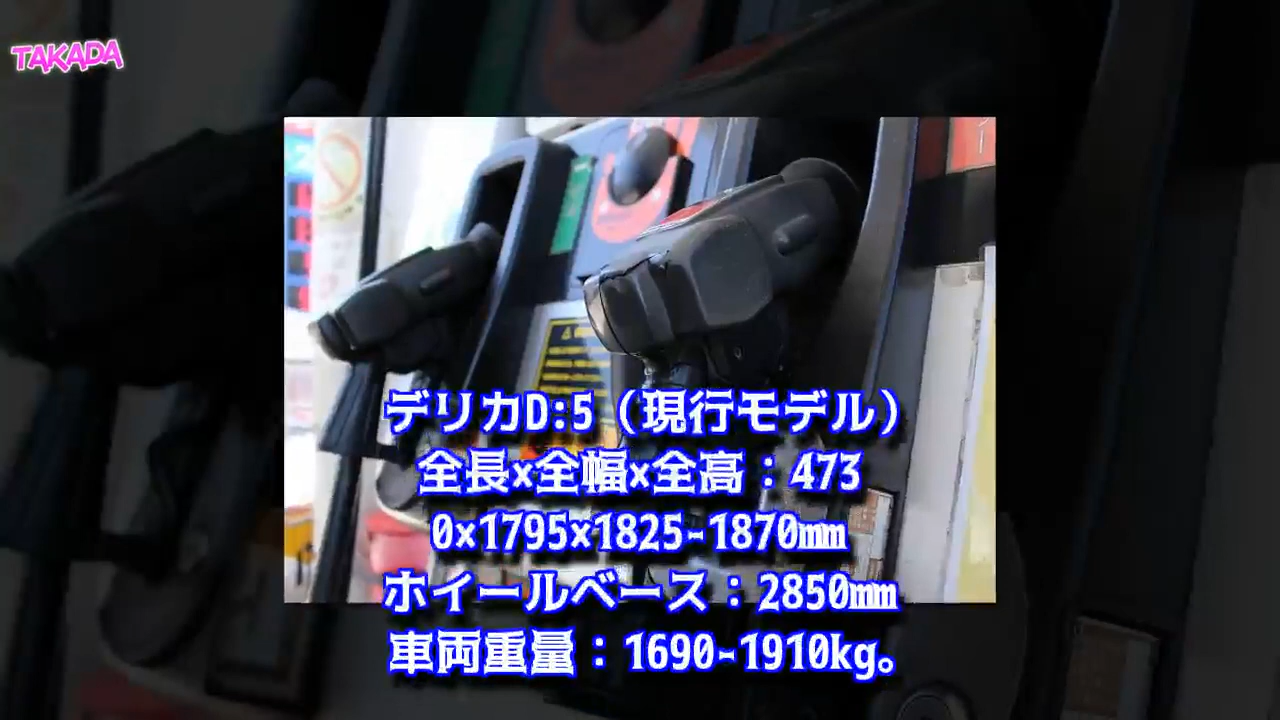 TAKADA
デリカD:5（現行モデル）
全長×全幅×全高：473
0×1795×1825-1870mm
ホイールベース：2850mm
車両重量：1690-1910kg。